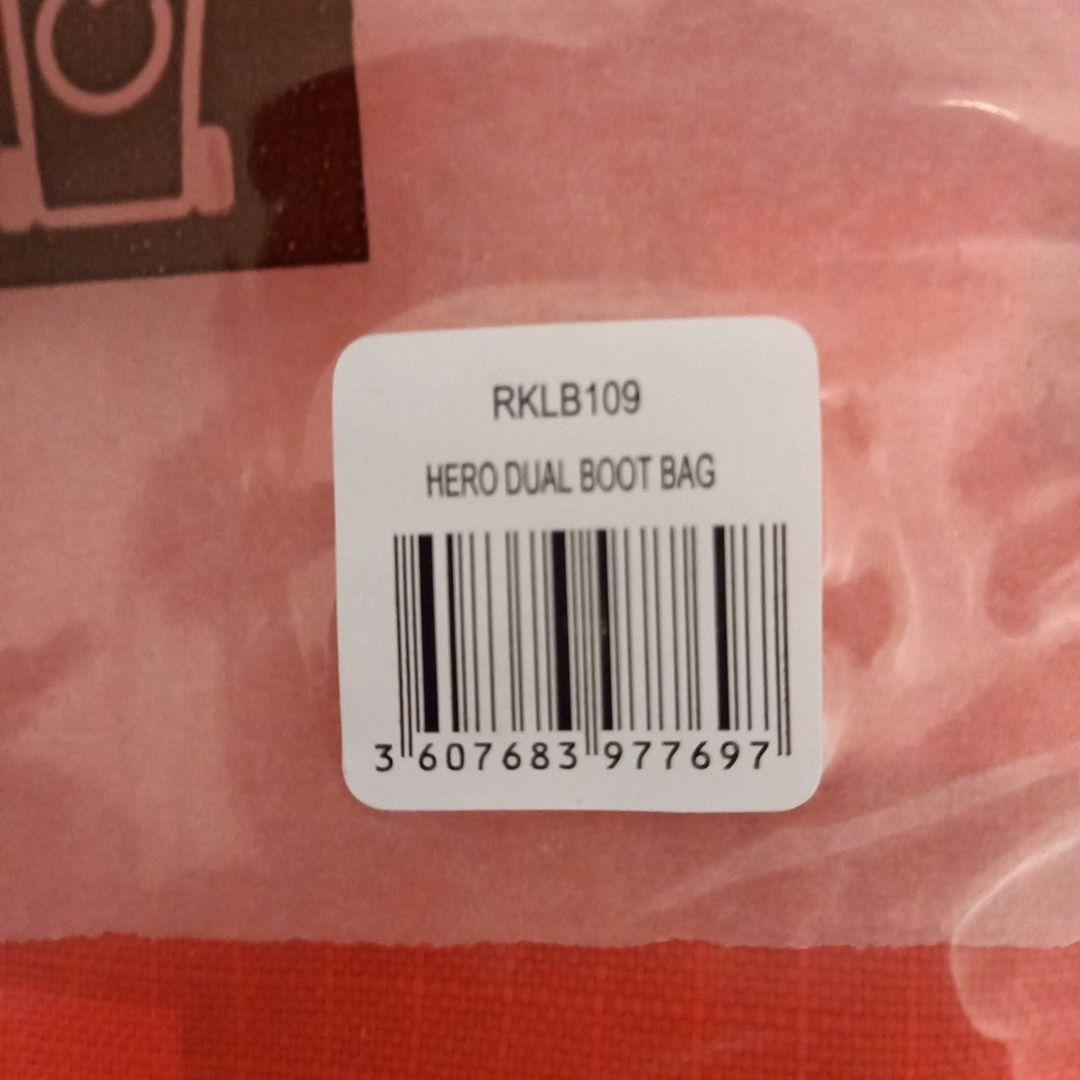 RKLB109
HERO DUAL BOOT BAG
3 607683 977697